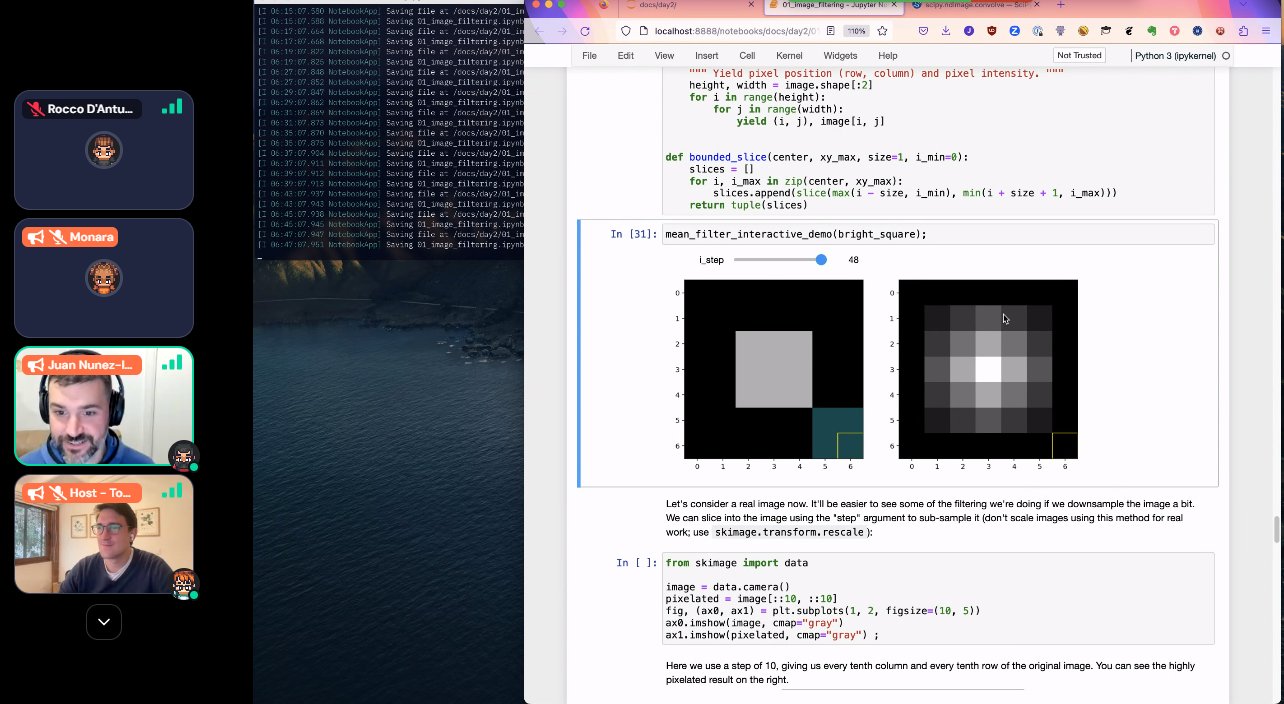 Rocco D'Antu...
Monara
Juan Nunez-I...
Host - To...
[I 06:15:07.580 NotebookApp] Saving file at /docs/day2/01_im
[I 06:15:07.588 NotebookApp] Saving 01_image_filtering.ipynb
[I 06:17:07.664 NotebookApp] Saving file at /docs/day2/01_im
[I 06:17:07.668 NotebookApp] Saving 01_image_filtering.ipynb
[I 06:19:07.822 NotebookApp] Saving file at /docs/day2/01_im
[I 06:19:07.826 NotebookApp] Saving 01_image_filtering.ipynb
[I 06:27:07.848 NotebookApp] Saving file at /docs/day2/01_im
[I 06:27:07.852 NotebookApp] Saving 01_image_filtering.ipynb
[I 06:29:07.847 NotebookApp] Saving file at /docs/day2/01_im
[I 06:29:07.862 NotebookApp] Saving 01_image_filtering.ipynb
[I 06:31:07.869 NotebookApp] Saving file at /docs/day2/01_im
[I 06:31:07.873 NotebookApp] Saving 01_image_filtering.ipynb
[I 06:35:07.870 NotebookApp] Saving file at /docs/day2/01_im
[I 06:35:07.875 NotebookApp] Saving 01_image_filtering.ipynb
[I 06:37:07.904 NotebookApp] Saving file at /docs/day2/01_im
[I 06:37:07.911 NotebookApp] Saving 01_image_filtering.ipynb
[I 06:39:07.909 NotebookApp] Saving file at /docs/day2/01_im
[I 06:39:07.913 NotebookApp] Saving 01_image_filtering.ipynb
[I 06:43:07.937 NotebookApp] Saving file at /docs/day2/01_im
[I 06:43:07.943 NotebookApp] Saving 01_image_filtering.ipynb
[I 06:45:07.938 NotebookApp] Saving file at /docs/day2/01_im
[I 06:45:07.945 NotebookApp] Saving 01_image_filtering.ipynb
[I 06:47:07.947 NotebookApp] Saving file at /docs/day2/01_im
[I 06:47:07.951 NotebookApp] Saving 01_image_filtering.ipynb
docs/day2/
01_image_filtering - Jupyter No
scipy.ndimage.convolve — SciP
localhost:8888/notebooks/docs/day2/01
110%
File Edit View Insert Cell Kernel Widgets Help
Not Trusted
Python 3 (ipykernel)
""" Yield pixel position (row, column) and pixel intensity. """
height, width = image.shape[:2]
for i in range(height):
for j in range(width):
yield (i, j), image[i, j]
def bounded_slice(center, xy_max, size=1, i_min=0):
slices = []
for i, i_max in zip(center, xy_max):
slices.append(slice(max(i - size, i_min), min(i + size + 1, i_max)))
return tuple(slices)
In [31]: mean_filter_interactive_demo(bright_square);
i_step 48
0
1
2
3
4
5
6
0 1 2 3 4 5 6
0
1
2
3
4
5
6
0 1 2 3 4 5 6
Let's consider a real image now. It'll be easier to see some of the filtering we're doing if we downsample the image a bit.
We can slice into the image using the "step" argument to sub-sample it (don't scale images using this method for real
work; use skimage.transform.rescale):
In [ ]: from skimage import data
image = data.camera()
pixelated = image[::10, ::10]
fig, (ax0, ax1) = plt.subplots(1, 2, figsize=(10, 5))
ax0.imshow(image, cmap="gray")
ax1.imshow(pixelated, cmap="gray") ;
Here we use a step of 10, giving us every tenth column and every tenth row of the original image. You can see the highly
pixelated result on the right.